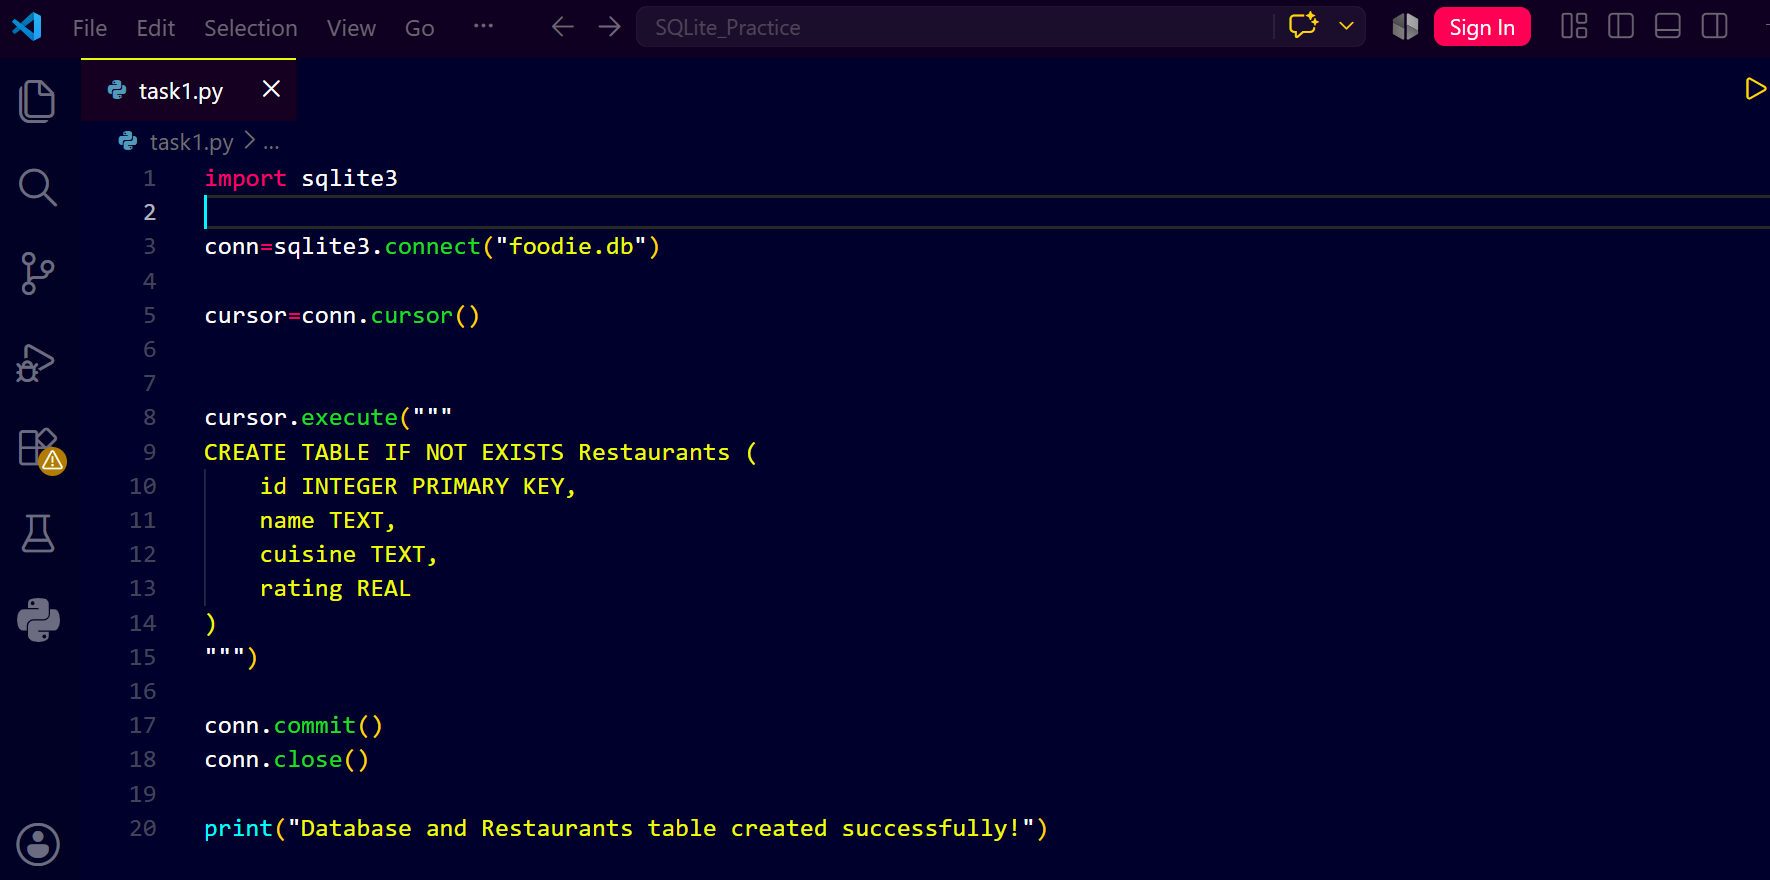 File Edit Selection View Go ... SQLite_Practice Sign In
task1.py
task1.py > ...
1 import sqlite3
2
3 conn=sqlite3.connect("foodie.db")
4
5 cursor=conn.cursor()
6
7
8 cursor.execute("""
9 CREATE TABLE IF NOT EXISTS Restaurants (
10     id INTEGER PRIMARY KEY,
11     name TEXT,
12     cuisine TEXT,
13     rating REAL
14 )
15 """)
16
17 conn.commit()
18 conn.close()
19
20 print("Database and Restaurants table created successfully!")